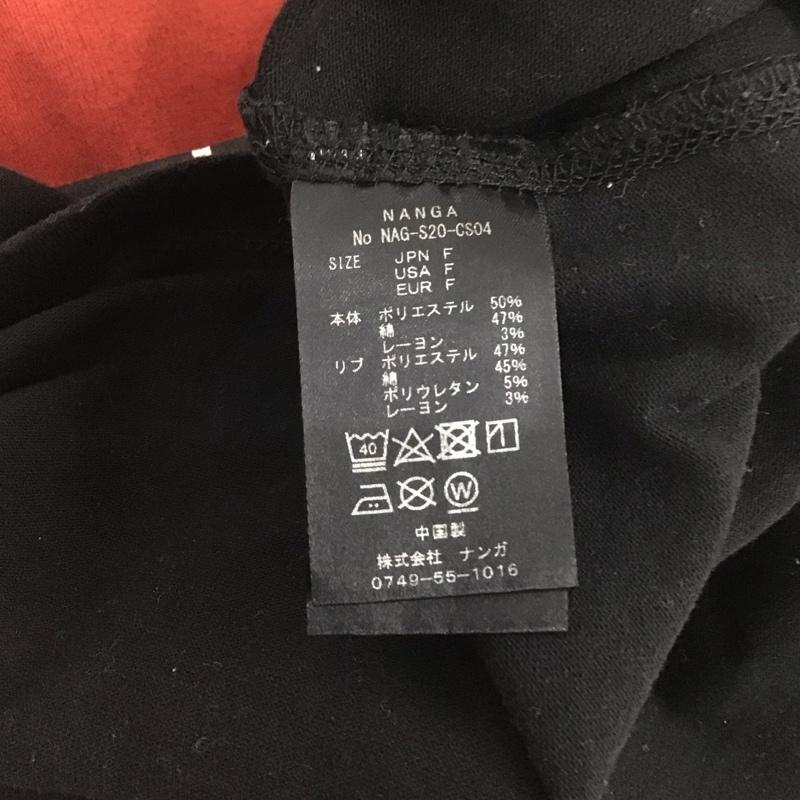 NANGA
No NAG-S20-CS04
SIZE JPN F
USA F
EUR F
本体 ポリエステル 50%
綿 47%
レーヨン 3%
リブ ポリエステル 47%
綿 45%
ポリウレタン 5%
レーヨン 3%
40
W
中国製
株式会社 ナンガ
0749-55-1016